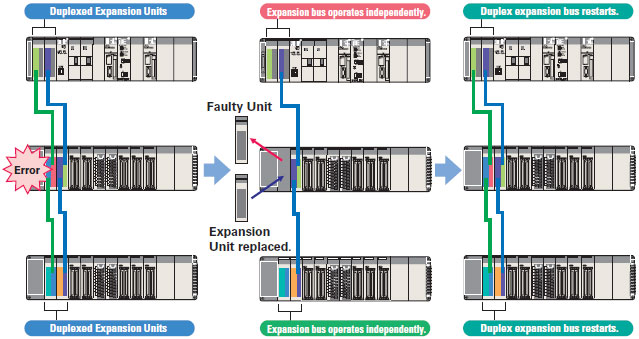 Duplexed Expansion Units
Expansion bus operates independently.
Duplex expansion bus restarts.
Faulty Unit
Error
Expansion
Unit replaced.
Duplexed Expansion Units
Expansion bus operates independently.
Duplex expansion bus restarts.